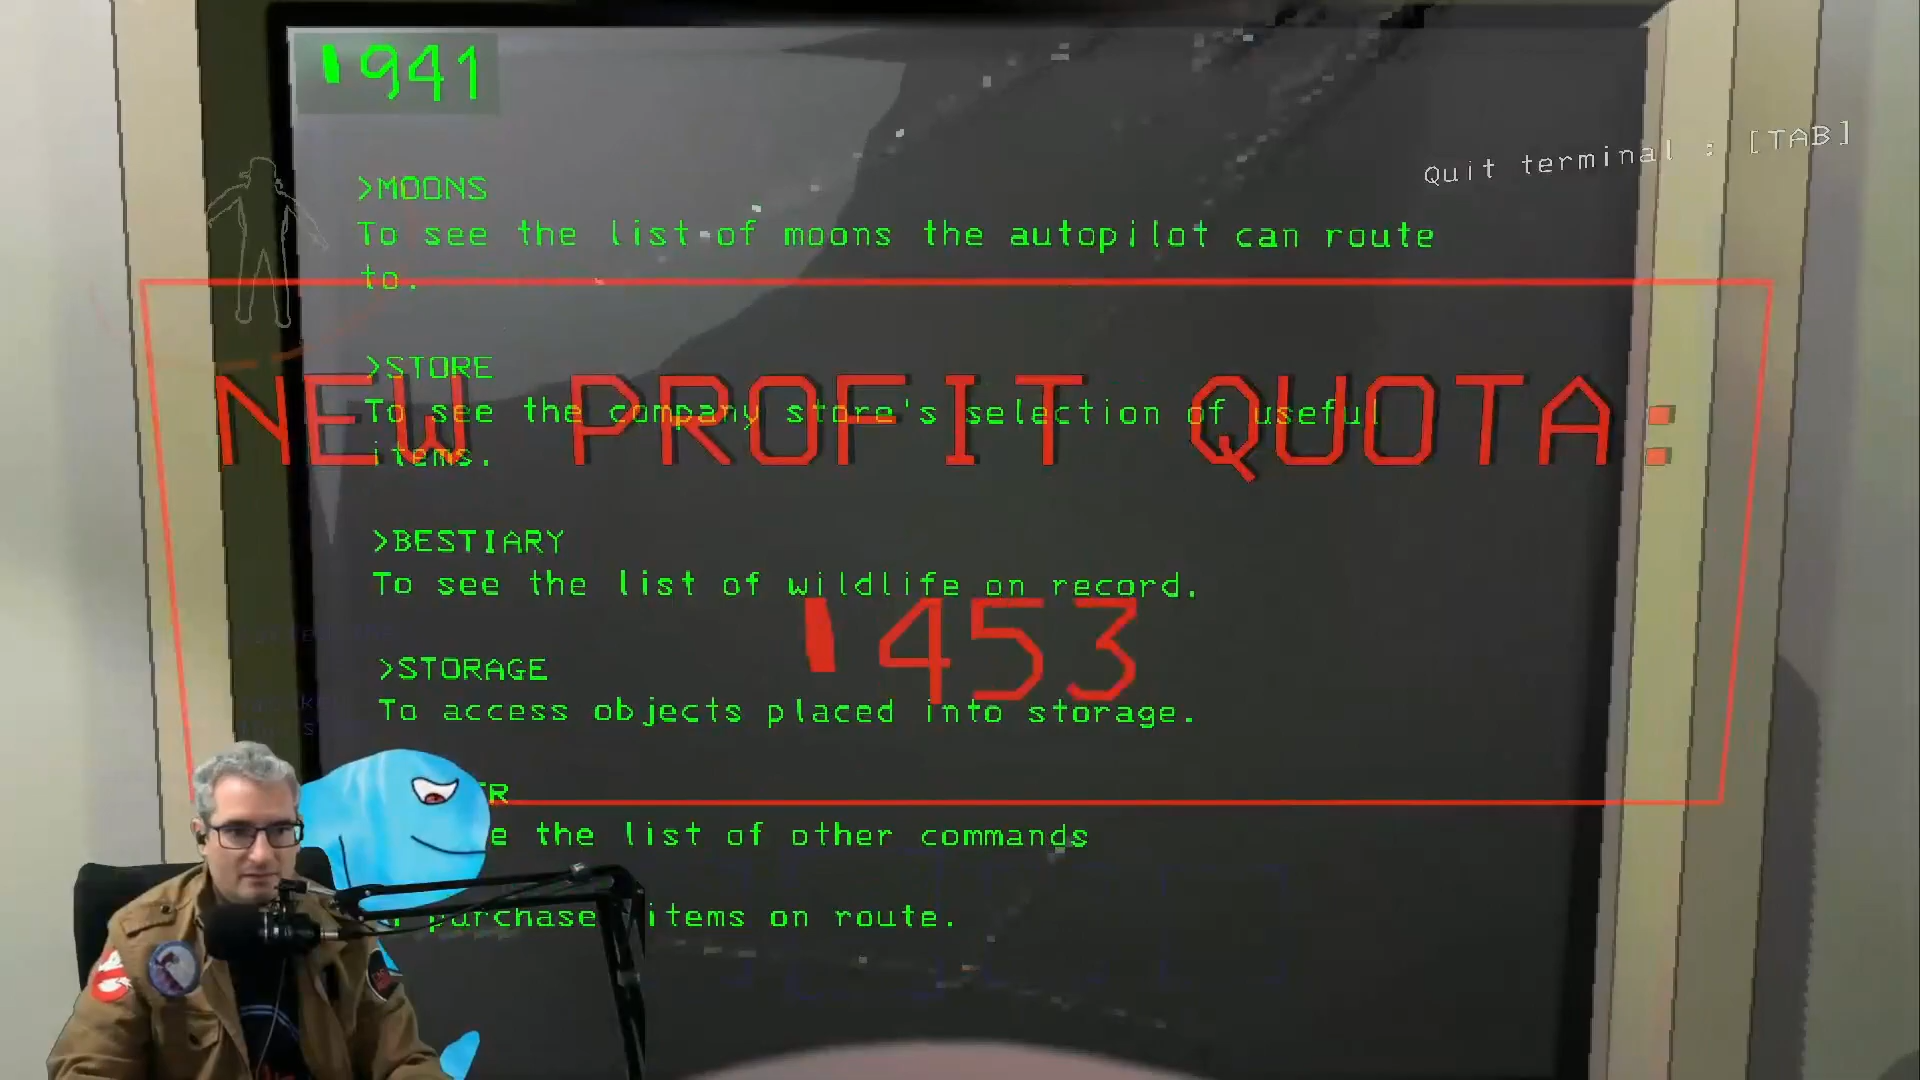 941
Quit terminal : [TAB]
>MOONS
To see the list of moons the autopilot can route
to.
>STORE
To see the company store's selection of useful
items.
NEW PROFIT QUOTA:
453
>BESTIARY
To see the list of wildlife on record.
>STORAGE
To access objects placed into storage.
the list of other commands
purchase items on route.